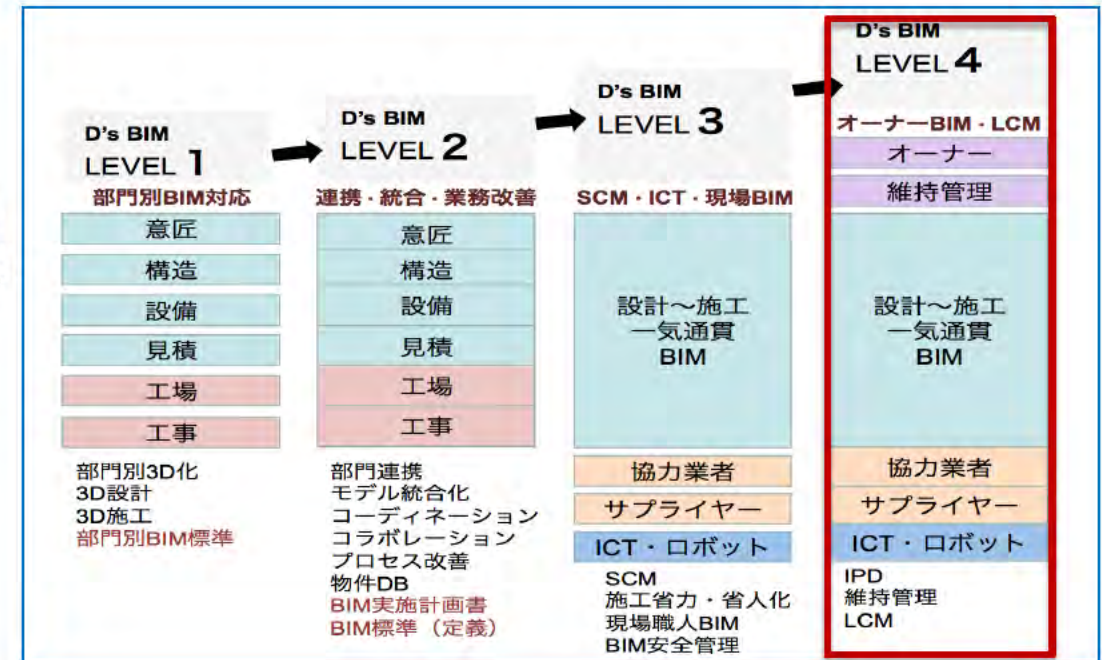 D's BIM
LEVEL 1
部門別BIM対応
意匠
構造
設備
見積
工場
工事
部門別3D化
3D設計
3D施工
部門別BIM標準
D's BIM
LEVEL 2
連携・統合・業務改善
意匠
構造
設備
見積
工場
工事
部門連携
モデル統合化
コーディネーション
コラボレーション
プロセス改善
物件DB
BIM実施計画書
BIM標準（定義）
D's BIM
LEVEL 3
SCM・ICT・現場BIM
設計～施工
一気通貫
BIM
協力業者
サプライヤー
ICT・ロボット
SCM
施工省力・省人化
現場職人BIM
BIM安全管理
D's BIM
LEVEL 4
オーナーBIM・LCM
オーナー
維持管理
設計～施工
一気通貫
BIM
協力業者
サプライヤー
ICT・ロボット
IPD
維持管理
LCM